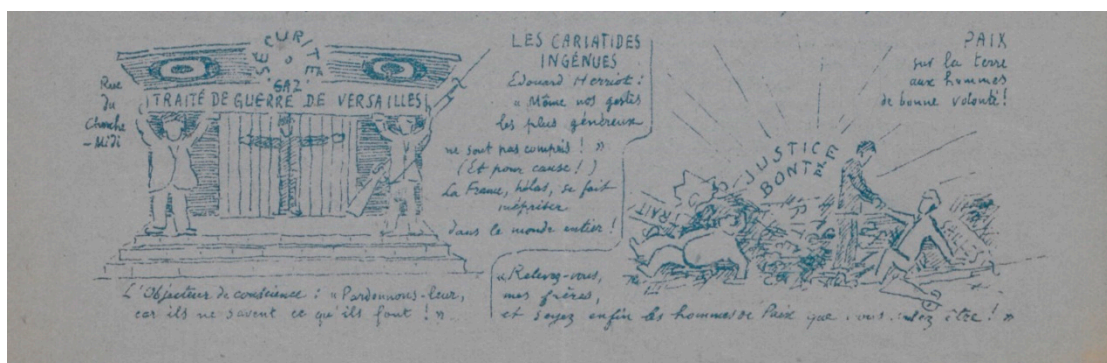 SÉCURITÉ
GAZ
TRAITÉ DE GUERRE DE VERSAILLES
Rue
du
Cherche
-Midi
L'Objecteur de conscience : « Pardonnons-leur,
car ils ne savent ce qu'ils font ! »
LES CARIATIDES
INGÉNUES
Edouard Herriot :
« Même nos gestes
les plus généreux
ne sont pas compris ! »
(Et pour cause !)
La France, hélas, se fait
mépriser
dans le monde entier !
PAIX
sur la terre
aux hommes
de bonne volonté !
JUSTICE
BONTÉ
TRAIT
« Relevez-vous,
mes frères,
et soyez enfin les hommes de Paix que
être ! »